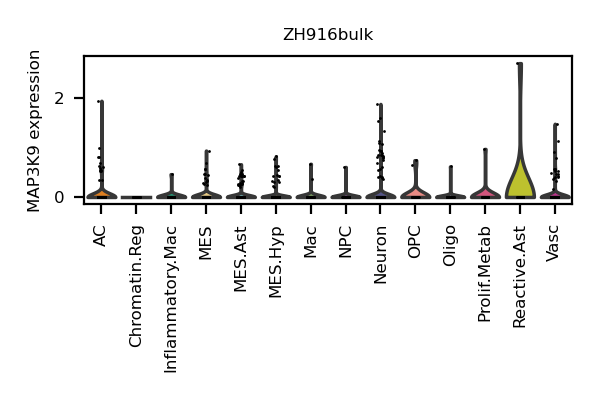 ZH916bulk
MAP3K9 expression
2
0
AC
Chromatin.Reg
Inflammatory.Mac
MES
MES.Ast
MES.Hyp
Mac
NPC
Neuron
OPC
Oligo
Prolif.Metab
Reactive.Ast
Vasc